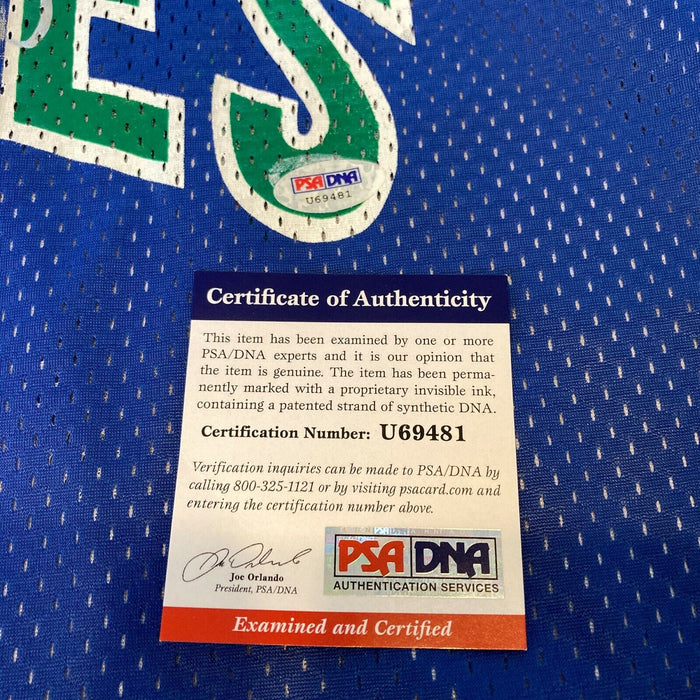 ES
PSA DNA
U69481
Certificate of Authenticity
This item has been examined by one or more
PSA/DNA experts and it is our opinion that
the item is genuine. The item has been perma-
nently marked with a proprietary invisible ink,
containing a patented strand of synthetic DNA.
Certification Number: U69481
Verification inquiries can be made to PSA/DNA by
calling 800-325-1121 or by visiting psacard.com and
entering the certification number above.
PSA DNA
AUTHENTICATION SERVICES
Joe Orlando
President, PSA/DNA
Examined and Certified